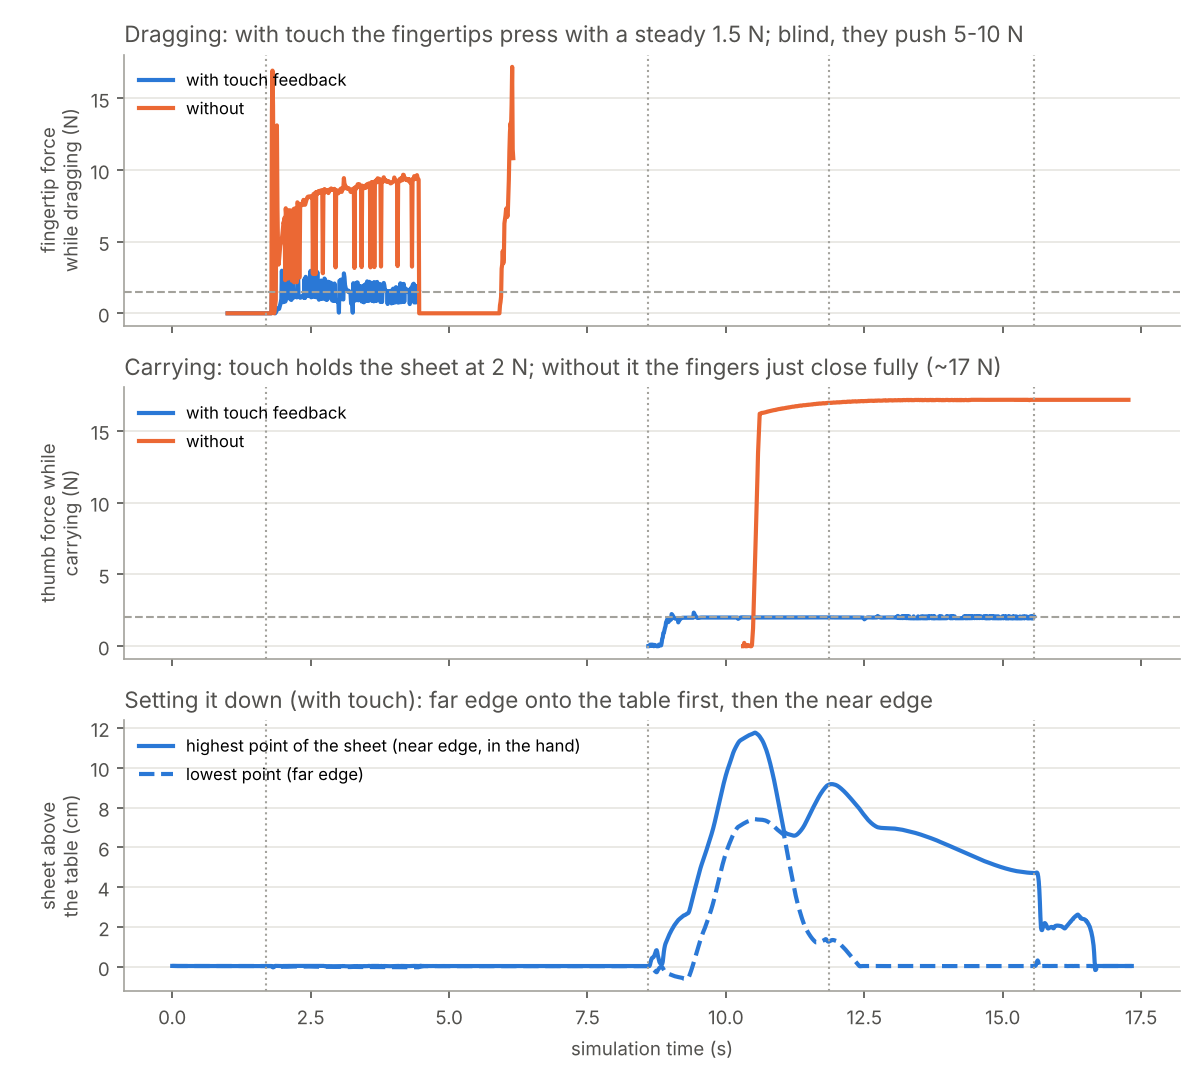 Dragging: with touch the fingertips press with a steady 1.5 N; blind, they push 5-10 N
with touch feedback
without
fingertip force
while dragging (N)
15
10
5
0
Carrying: touch holds the sheet at 2 N; without it the fingers just close fully (~17 N)
with touch feedback
without
thumb force while
carrying (N)
15
10
5
0
Setting it down (with touch): far edge onto the table first, then the near edge
highest point of the sheet (near edge, in the hand)
lowest point (far edge)
sheet above
the table (cm)
12
10
8
6
4
2
0
0.0 2.5 5.0 7.5 10.0 12.5 15.0 17.5
simulation time (s)